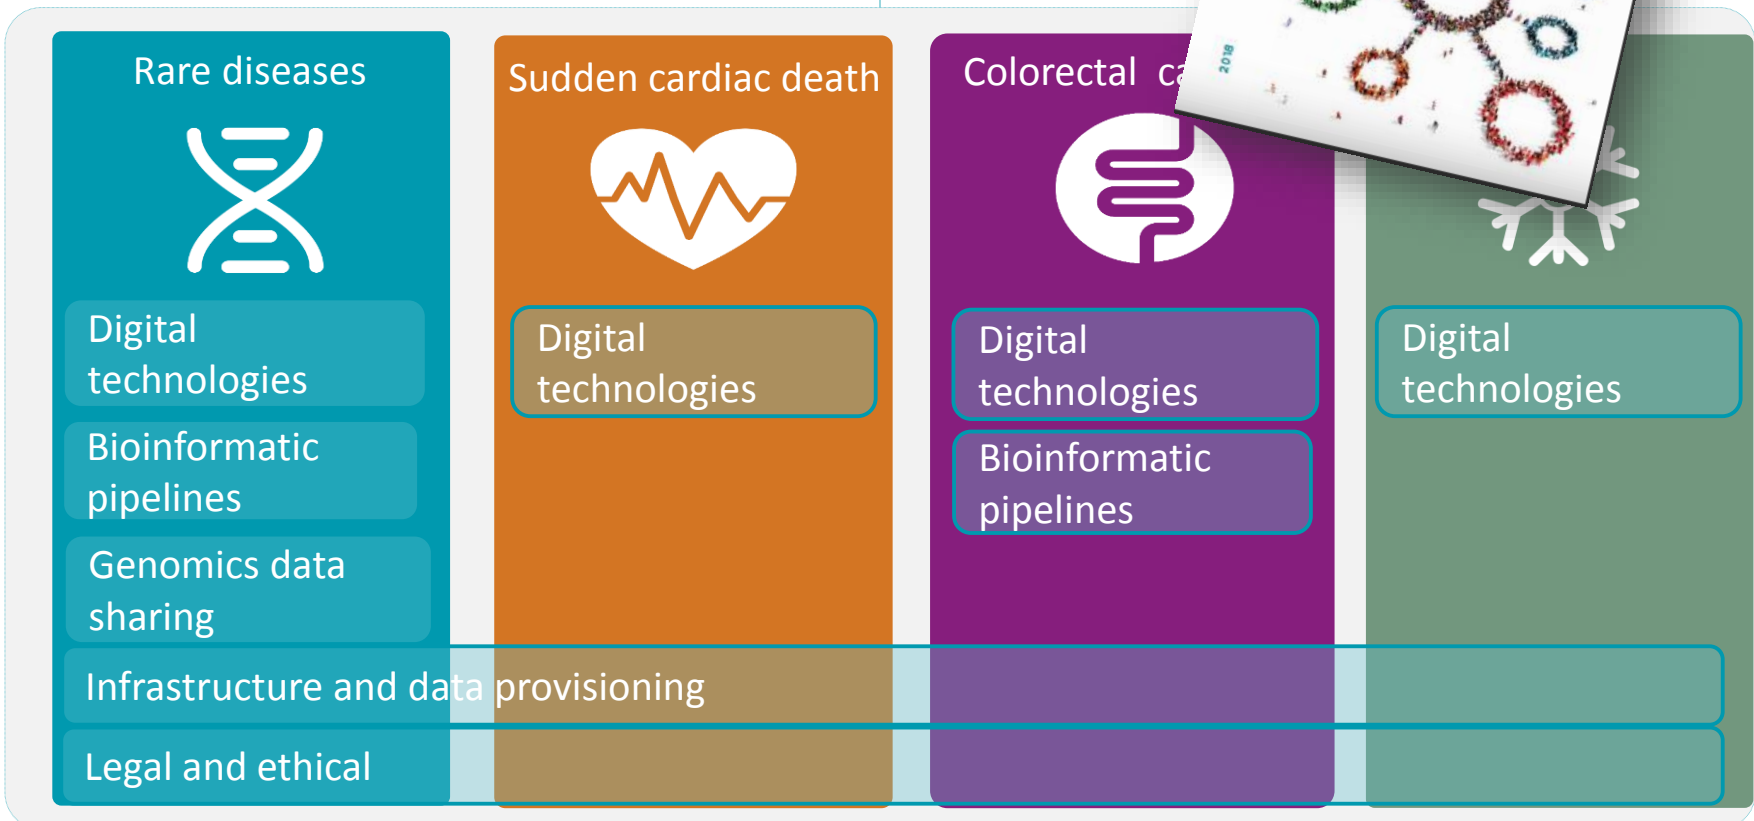 Rare diseases
Sudden cardiac death
Colorectal
2018
Digital
technologies
Bioinformatic
pipelines
Genomics data
sharing
Digital
technologies
Digital
technologies
Bioinformatic
pipelines
Digital
technologies
Infrastructure and data provisioning
Legal and ethical